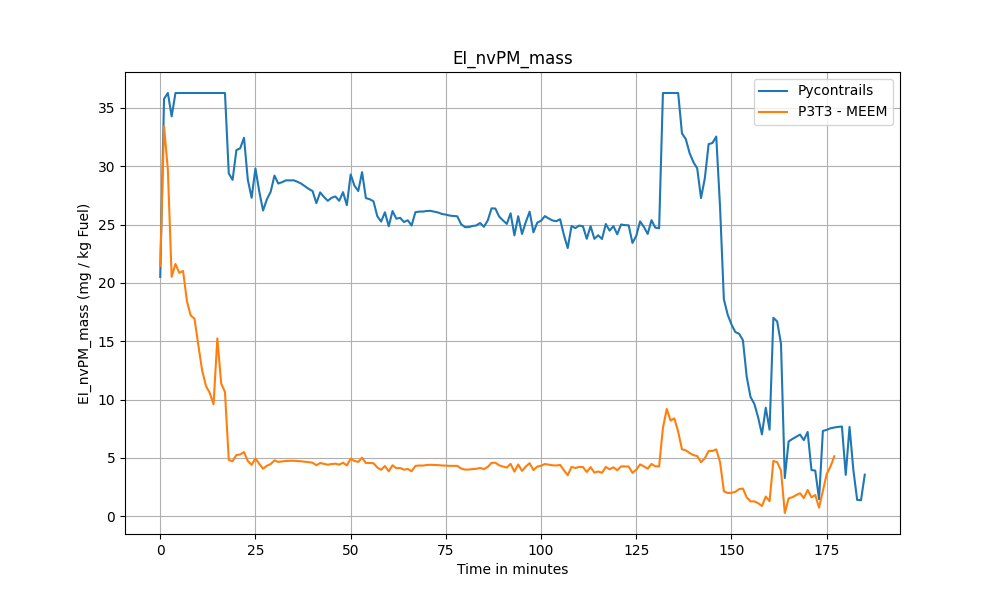 EI_nvPM_mass
Pycontrails
P3T3 - MEEM
EI_nvPM_mass (mg / kg Fuel)
35
30
25
20
15
10
5
0
0 25 50 75 100 125 150 175
Time in minutes